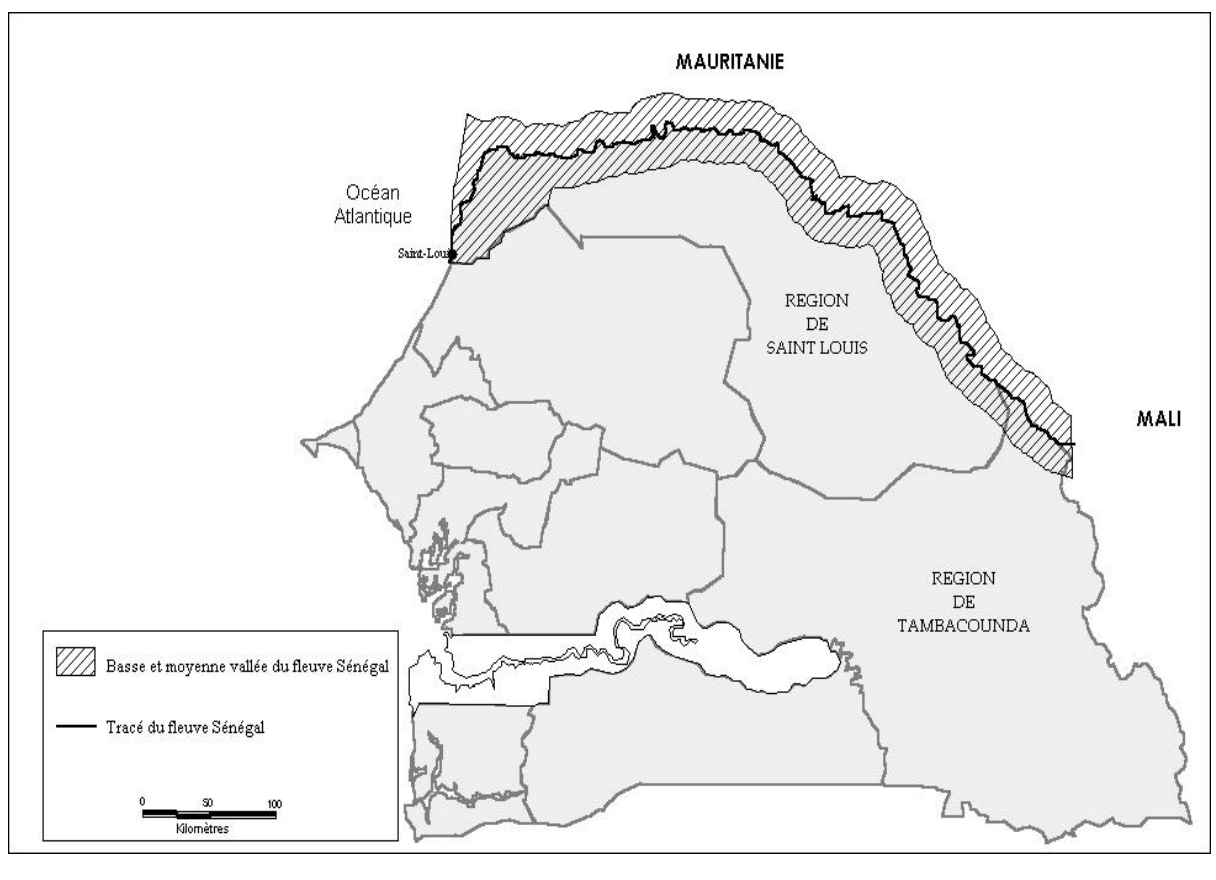 MAURITANIE
Océan
Atlantique
Saint-Louis
REGION
DE
SAINT LOUIS
MALI
REGION
DE
TAMBACOUNDA
Basse et moyenne vallée du fleuve Sénégal
Tracé du fleuve Sénégal
0 50 100
Kilomètres